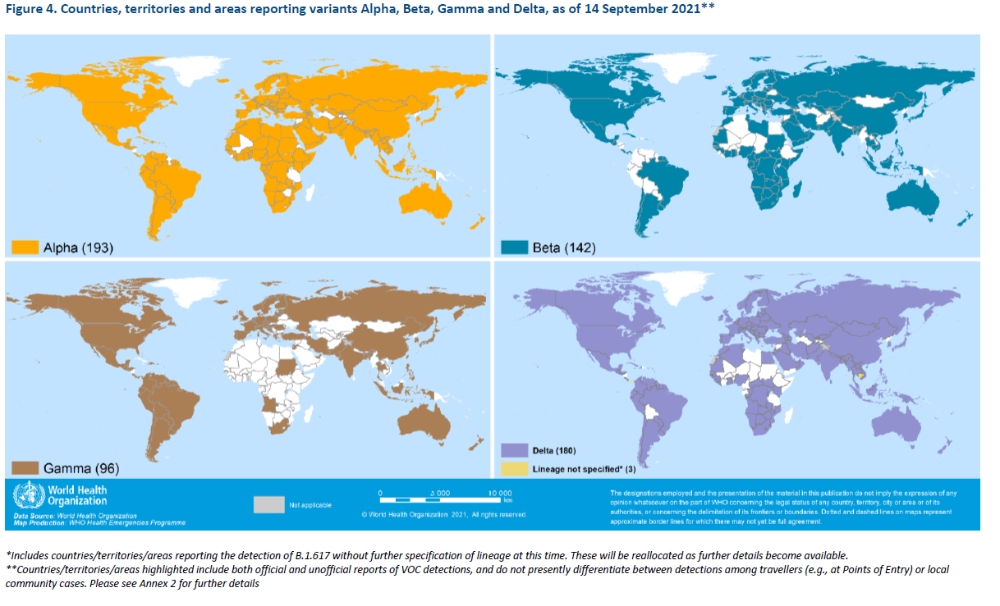 Figure 4. Countries, territories and areas reporting variants Alpha, Beta, Gamma and Delta, as of 14 September 2021**
Alpha (193)
Beta (142)
Gamma (96)
Delta (180)
Lineage not specified* (3)
World Health
Organization
Data Source: World Health Organization
Map Production: WHO Health Emergencies Programme
Not applicable
0 5 000 10 000
km
© World Health Organization 2021, All rights reserved.
The designations employed and the presentation of the material in this publication do not imply the expression of any
opinion whatsoever on the part of WHO concerning the legal status of any country, territory, city or area or of its
authorities, or concerning the delimitation of its frontiers or boundaries. Dotted and dashed lines on maps represent
approximate border lines for which there may not yet be full agreement.
*Includes countries/territories/areas reporting the detection of B.1.617 without further specification of lineage at this time. These will be reallocated as further details become available.
**Countries/territories/areas highlighted include both official and unofficial reports of VOC detections, and do not presently differentiate between detections among travellers (e.g., at Points of Entry) or local
community cases. Please see Annex 2 for further details